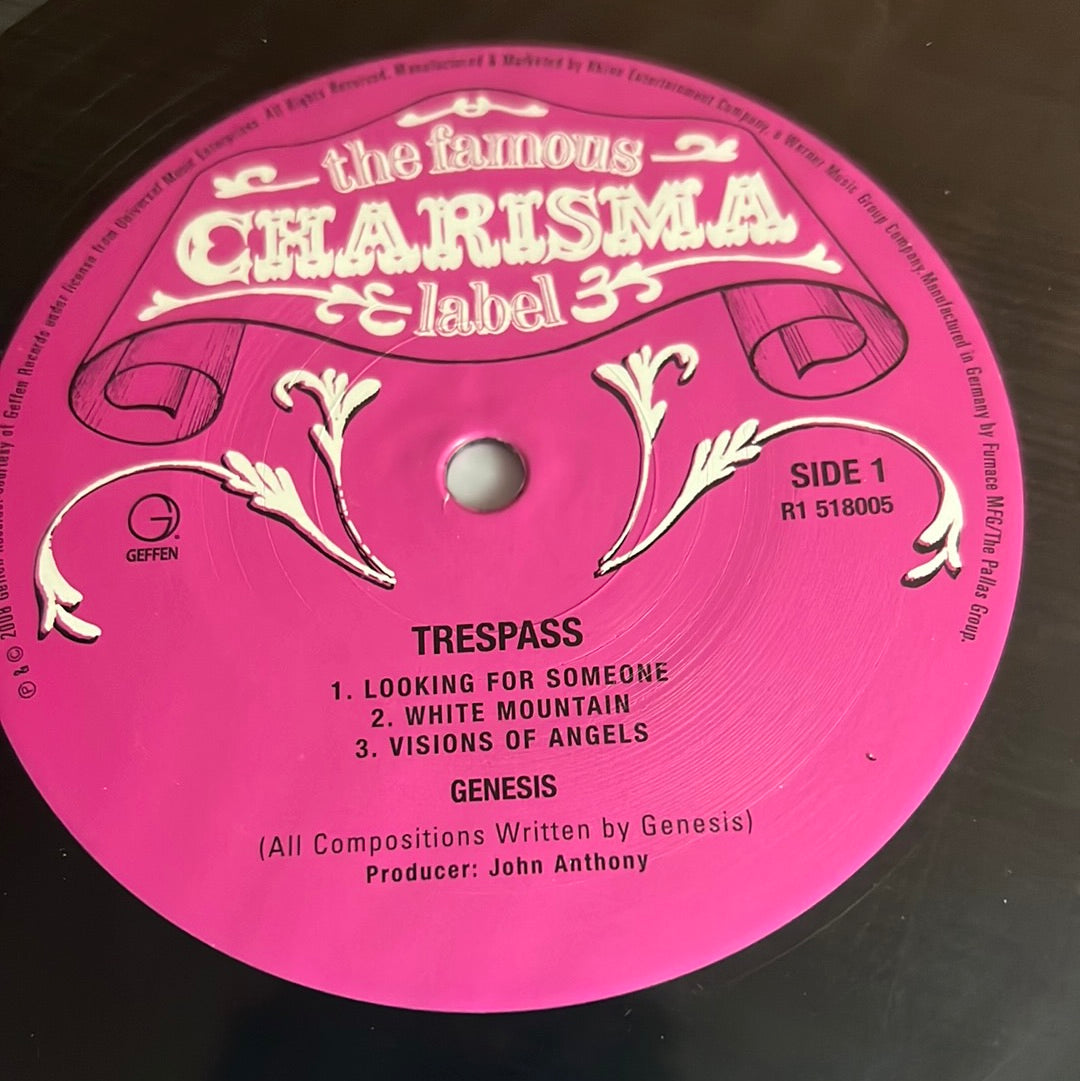 ℗ & © 2008 Geffen Records. Courtesy of Geffen Records under license from Universal Music Enterprises. All Rights Reserved. Manufactured & Marketed by Rhino Entertainment Company, a Warner Music Group Company. Manufactured in Germany by Furnace MFG/The Pallas Group.
the famous
CHARISMA
label
GEFFEN
SIDE 1
R1 518005
TRESPASS
1. LOOKING FOR SOMEONE
2. WHITE MOUNTAIN
3. VISIONS OF ANGELS
GENESIS
(All Compositions Written by Genesis)
Producer: John Anthony